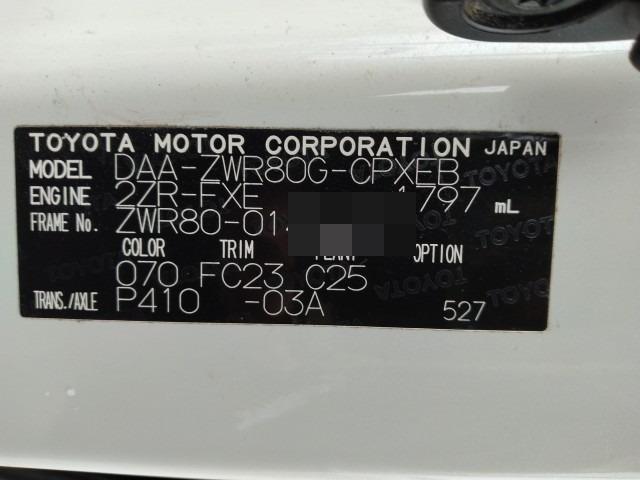 TOYOTA MOTOR CORPORATION JAPAN
MODEL DAA-ZWR80G-CPXEB
ENGINE 2ZR-FXE 1797 mL
FRAME No. ZWR80-01
COLOR TRIM PLANT OPTION
070 FC23 C25
TRANS./AXLE P410 -03A 527